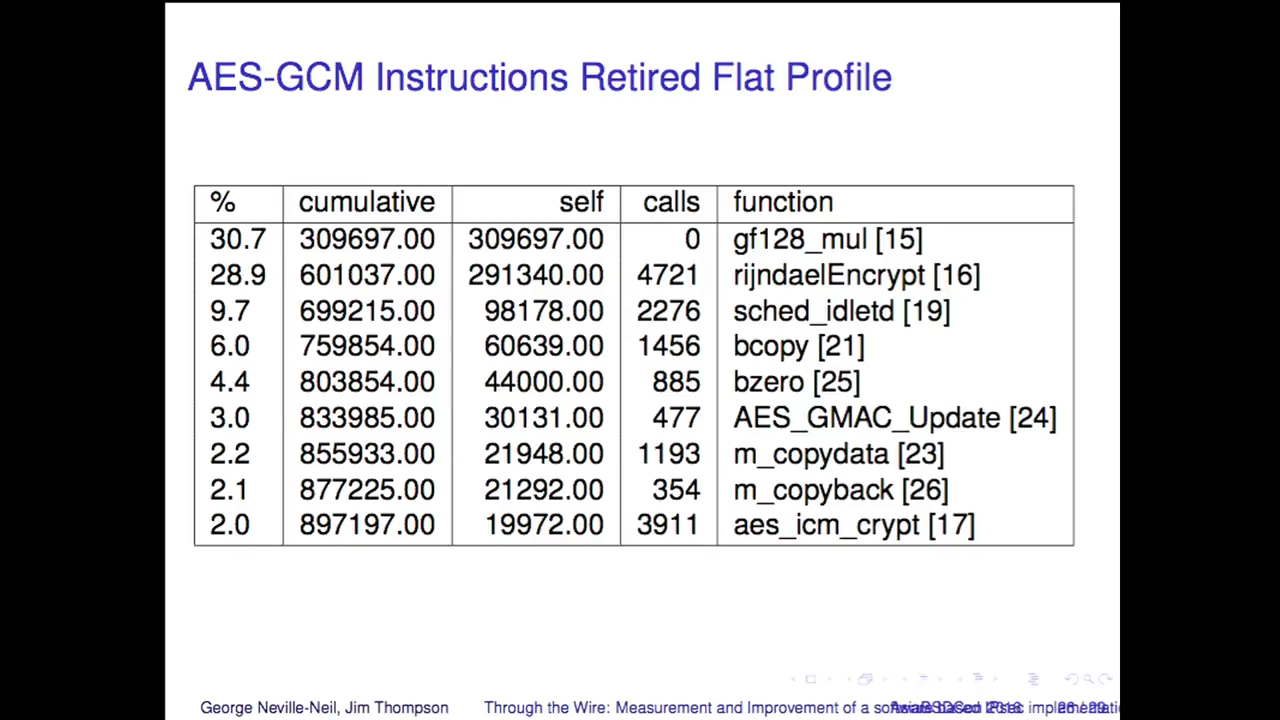 AES-GCM Instructions Retired Flat Profile
% cumulative self calls function
30.7 309697.00 309697.00 0 gf128_mul [15]
28.9 601037.00 291340.00 4721 rijndaelEncrypt [16]
9.7 699215.00 98178.00 2276 sched_idletd [19]
6.0 759854.00 60639.00 1456 bcopy [21]
4.4 803854.00 44000.00 885 bzero [25]
3.0 833985.00 30131.00 477 AES_GMAC_Update [24]
2.2 855933.00 21948.00 1193 m_copydata [23]
2.1 877225.00 21292.00 354 m_copyback [26]
2.0 897197.00 19972.00 3911 aes_icm_crypt [17]
George Neville-Neil, Jim Thompson Through the Wire: Measurement and Improvement of a